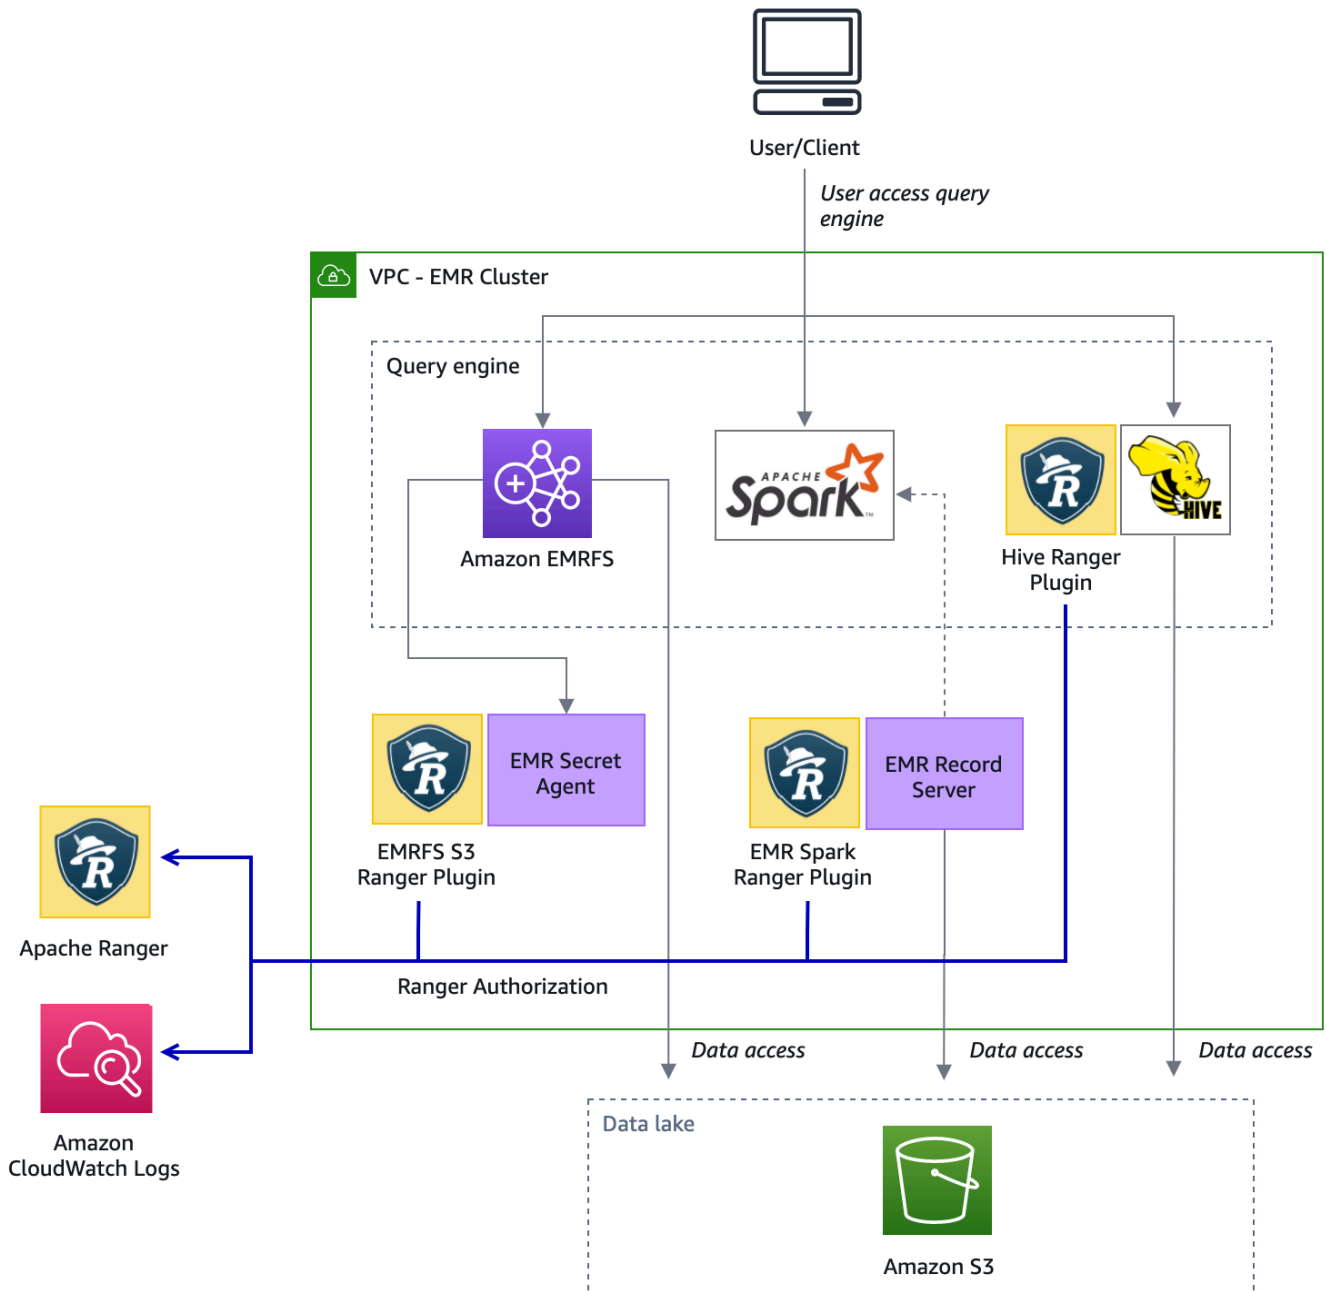 User/Client
User access query
engine
VPC - EMR Cluster
Query engine
APACHE
Spark™
HIVE
Amazon EMRFS
Hive Ranger
Plugin
R
R
EMR Secret
Agent
R
EMR Record
Server
EMRFS S3
Ranger Plugin
EMR Spark
Ranger Plugin
R
Apache Ranger
Ranger Authorization
Data access
Data access
Data access
Amazon
CloudWatch Logs
Data lake
Amazon S3